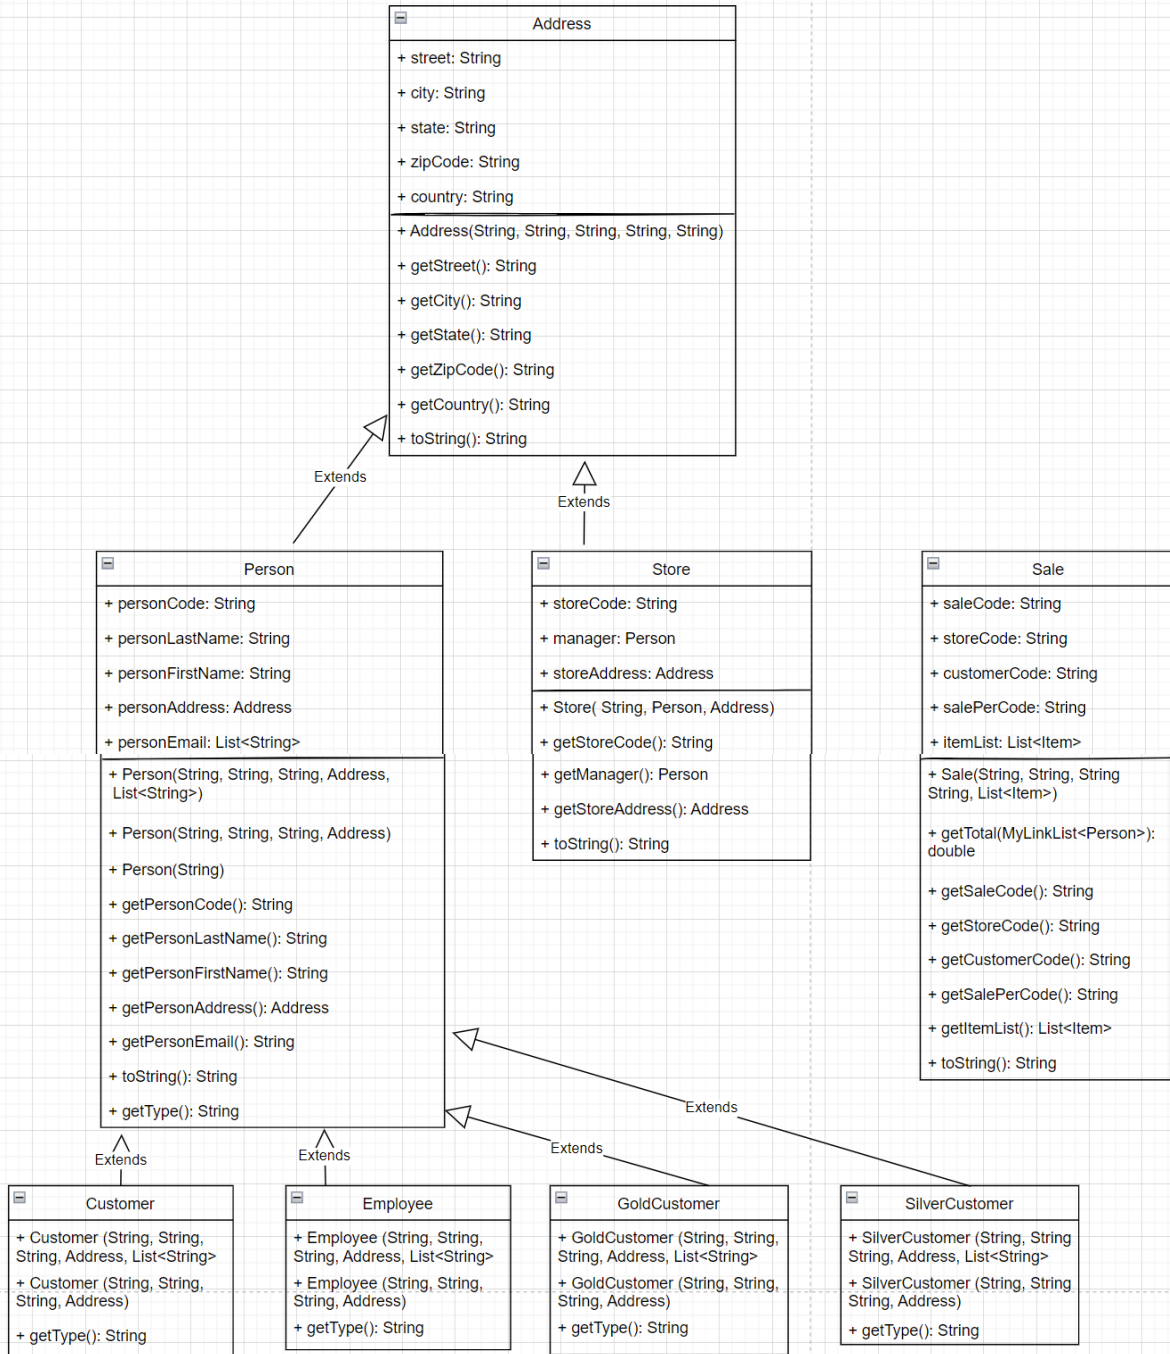 Address
+ street: String
+ city: String
+ state: String
+ zipCode: String
+ country: String
+ Address(String, String, String, String, String)
+ getStreet(): String
+ getCity(): String
+ getState(): String
+ getZipCode(): String
+ getCountry(): String
+ toString(): String
Extends
Extends
Person
+ personCode: String
+ personLastName: String
+ personFirstName: String
+ personAddress: Address
+ personEmail: List<String>
+ Person(String, String, String, Address,
List<String>)
+ Person(String, String, String, Address)
+ Person(String)
+ getPersonCode(): String
+ getPersonLastName(): String
+ getPersonFirstName(): String
+ getPersonAddress(): Address
+ getPersonEmail(): String
+ toString(): String
+ getType(): String
Store
+ storeCode: String
+ manager: Person
+ storeAddress: Address
+ Store( String, Person, Address)
+ getStoreCode(): String
+ getManager(): Person
+ getStoreAddress(): Address
+ toString(): String
Sale
+ saleCode: String
+ storeCode: String
+ customerCode: String
+ salePerCode: String
+ itemList: List<Item>
+ Sale(String, String, String
String, List<Item>)
+ getTotal(MyLinkList<Person>):
double
+ getSaleCode(): String
+ getStoreCode(): String
+ getCustomerCode(): String
+ getSalePerCode(): String
+ getItemList(): List<Item>
+ toString(): String
Extends
Extends
Extends
Extends
Customer
+ Customer (String, String,
String, Address, List<String>
+ Customer (String, String,
String, Address)
+ getType(): String
Employee
+ Employee (String, String,
String, Address, List<String>
+ Employee (String, String,
String, Address)
+ getType(): String
GoldCustomer
+ GoldCustomer (String, String,
String, Address, List<String>
+ GoldCustomer (String, String,
String, Address)
+ getType(): String
SilverCustomer
+ SilverCustomer (String, String
String, Address, List<String>
+ SilverCustomer (String, String
String, Address)
+ getType(): String